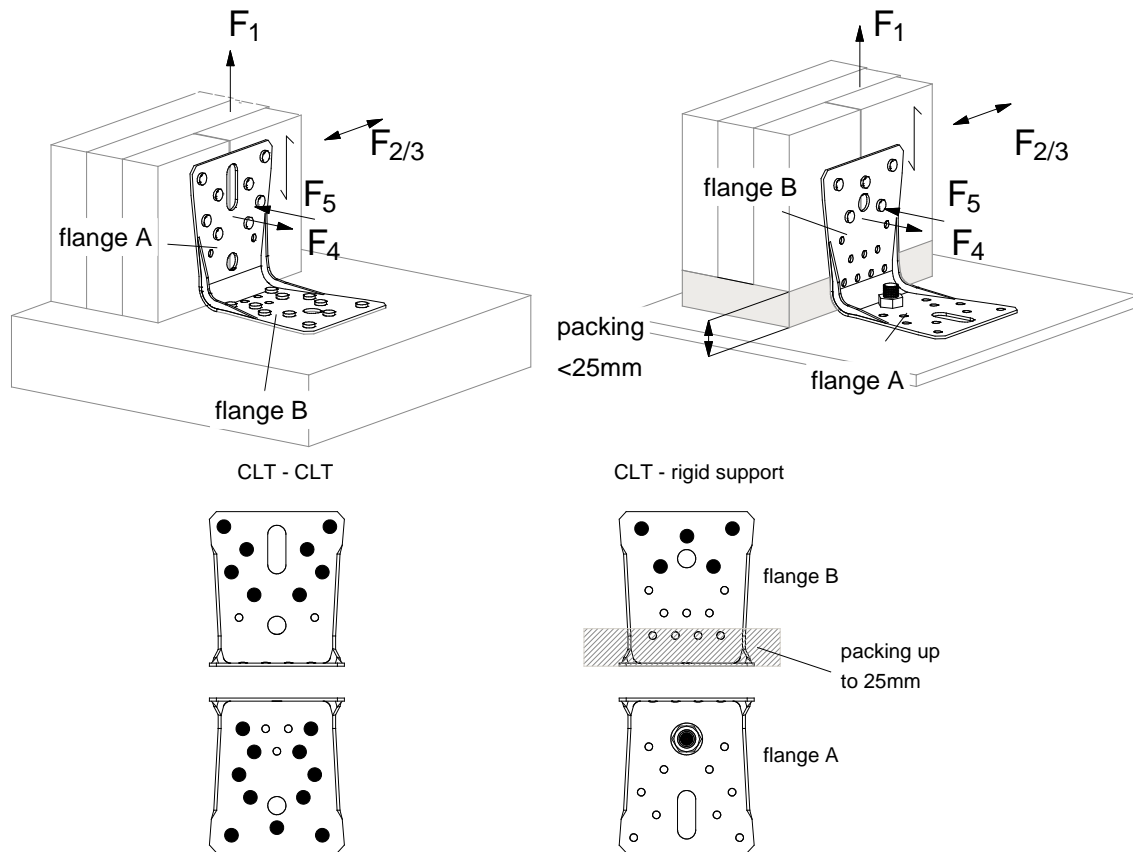 F1
F2/3
F5
F4
flange A
flange B
F1
F2/3
flange B
F5
F4
packing
<25mm
flange A
CLT - CLT
CLT - rigid support
flange B
packing up
to 25mm
flange A